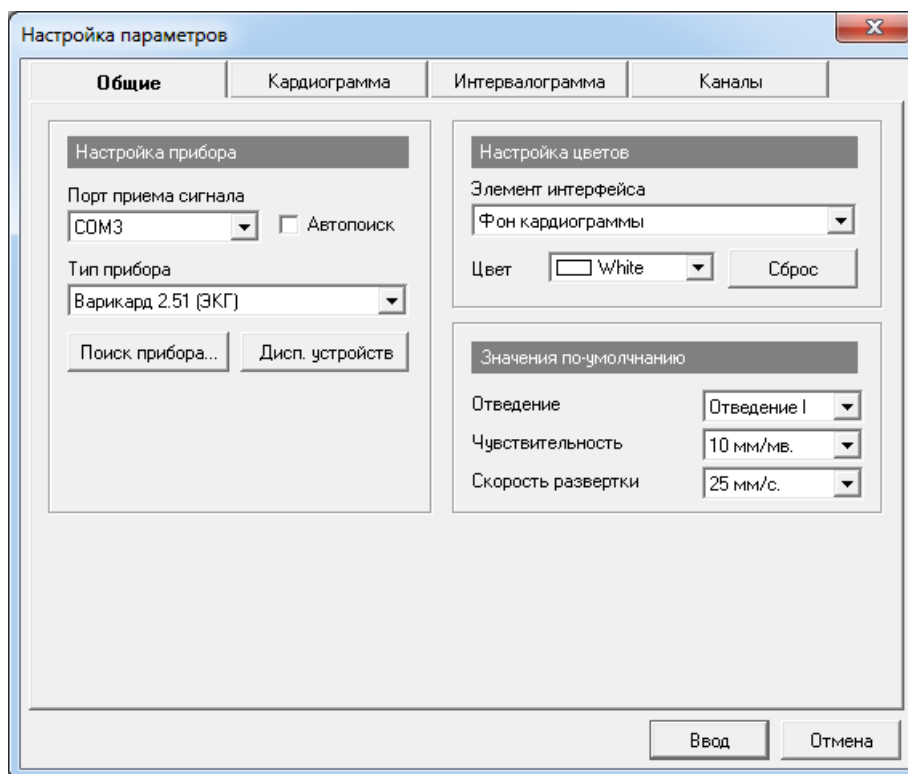 Настройка параметров
Общие
Кардиограмма
Интервалограмма
Каналы
Настройка прибора
Порт приема сигнала
COM3
Автопоиск
Тип прибора
Варикард 2.51 (ЭКГ)
Поиск прибора...
Дисп. устройств
Настройка цветов
Элемент интерфейса
Фон кардиограммы
Цвет
White
Сброс
Значения по-умолчнанию
Отведение
Отведение I
Чувствительность
10 мм/мв.
Скорость развертки
25 мм/с.
Ввод
Отмена